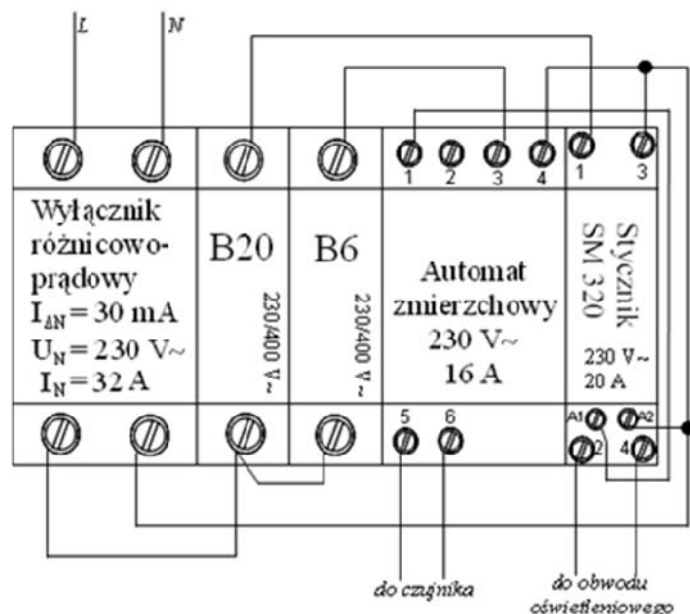 L N
1 2 3 4 1 3
Wyłącznik
różnicowo-
prądowy
I∆N = 30 mA
UN = 230 V~
IN = 32 A
B20
230/400 V~
B6
230/400 V~
Automat
zmierzchowy
230 V~
16 A
Stycznik
SM 320
230 V~
20 A
5 6
A1 A2
2 4
do czujnika
do obwodu
oświetleniowego